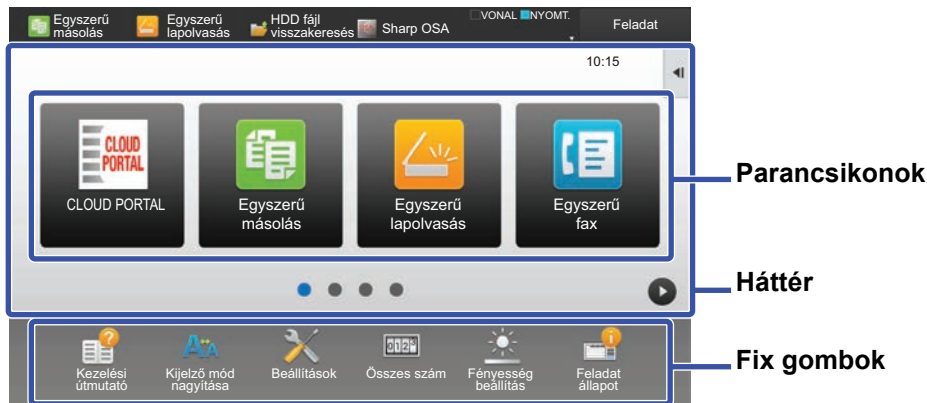 Egyszerű
másolás
Egyszerű
lapolvasás
HDD fájl
visszakeresés
Sharp OSA
VONAL NYOMT.
Feladat
10:15
CLOUD
PORTAL
CLOUD PORTAL
Egyszerű
másolás
Egyszerű
lapolvasás
Egyszerű
fax
Parancsikonok
Háttér
Kezelési
útmutató
Kijelző mód
nagyítása
Beállítások
Összes szám
Fényesség
beállítás
Feladat
állapot
Fix gombok